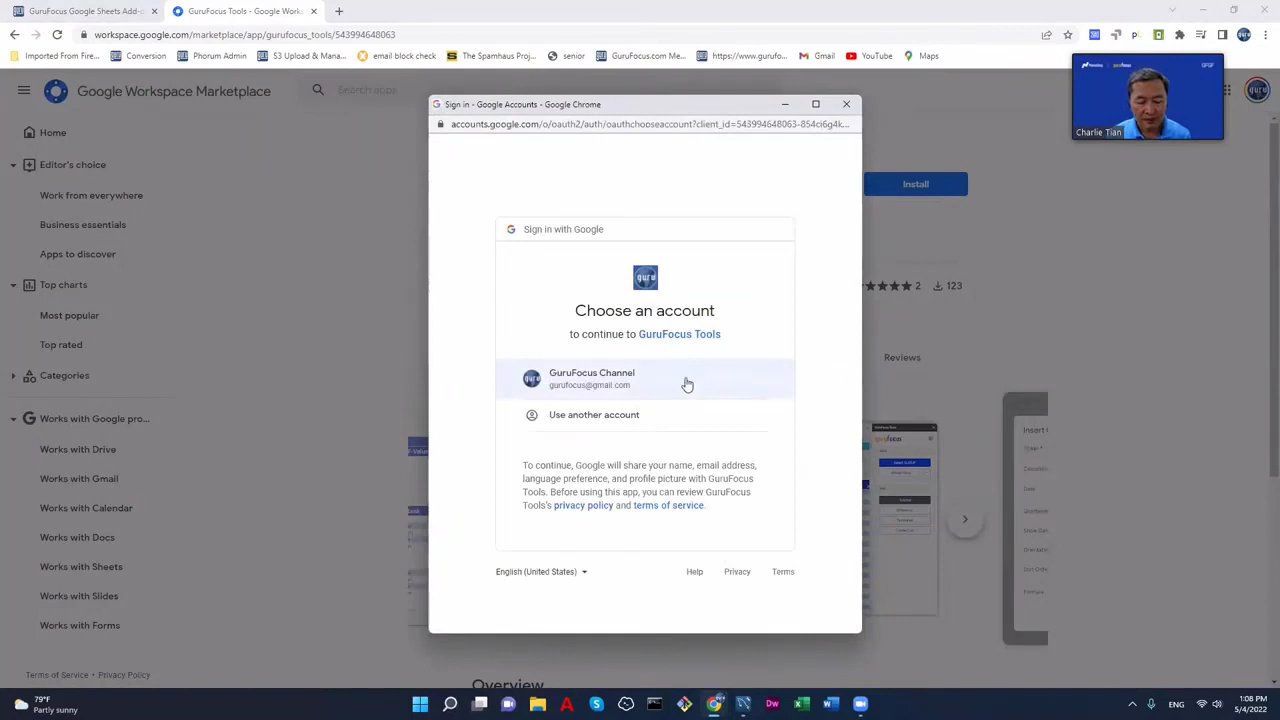 GuruFocus Google Sheets Add-o
GuruFocus Tools - Google Works
workspace.google.com/marketplace/app/gurufocus_tools/543994648063
Imported From Fire...
Conversion
Phorum Admin
S3 Upload & Mana...
email block check
The Spamhaus Proj...
senior
GuruFocus.com Me...
https://www.gurufo...
Gmail
YouTube
Maps
Google Workspace Marketplace
Search apps
Charlie Tian
guru
Home
Editor's choice
Work from everywhere
Business essentials
Apps to discover
Top charts
Most popular
Top rated
Categories
Works with Google pro...
Works with Drive
Works with Gmail
Works with Calendar
Works with Docs
Works with Sheets
Works with Slides
Works with Forms
Terms of Service • Privacy Policy
Sign in - Google Accounts - Google Chrome
accounts.google.com/o/oauth2/auth/oauthchooseaccount?client_id=543994648063-854ci6g4k...
Sign in with Google
guru
Choose an account
to continue to GuruFocus Tools
GuruFocus Channel
gurufocus@gmail.com
Use another account
To continue, Google will share your name, email address,
language preference, and profile picture with GuruFocus
Tools. Before using this app, you can review GuruFocus
Tools's privacy policy and terms of service.
English (United States)
Help
Privacy
Terms
Install
2
123
Reviews
Insert
Overview
79°F
Partly sunny
ENG
1:08 PM
5/4/2022